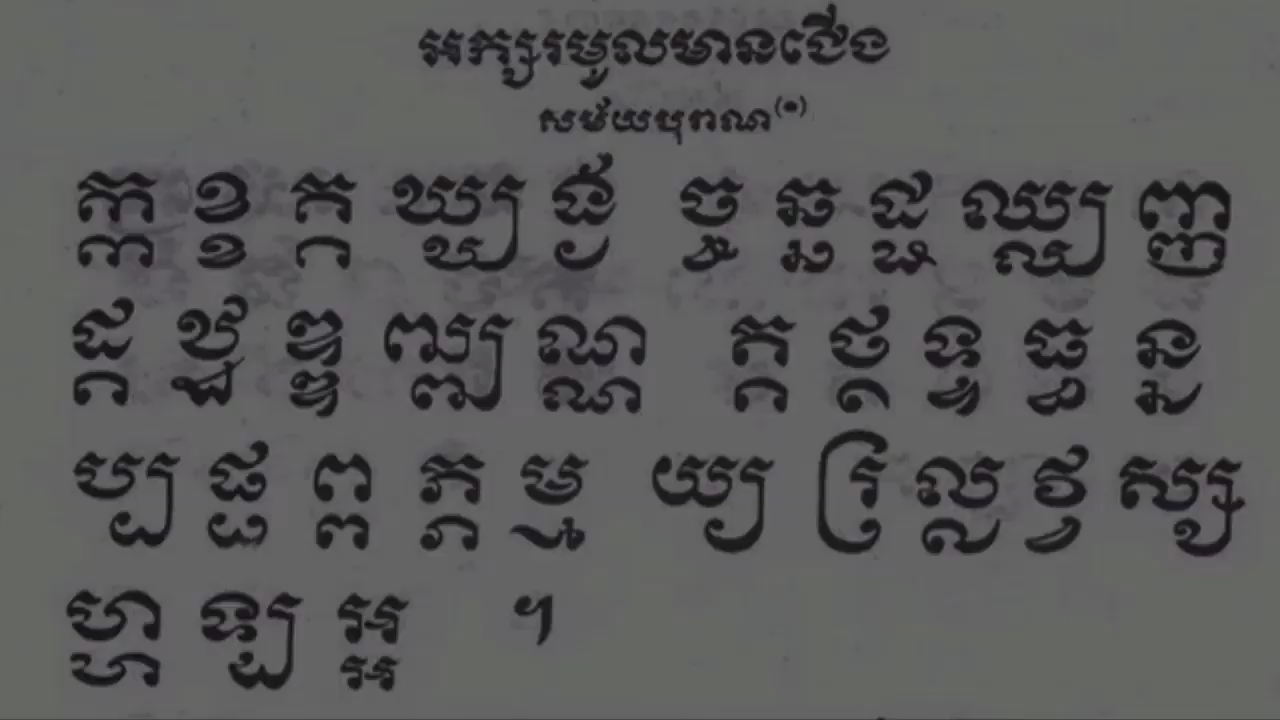 អក្សរមូលមានជើង
សម័យបុរាណ(១)
ក្ក ខ្ខ គ្គ ឃ្ឃ ង្ង ច្ច ឆ្ឆ ជ្ជ ឈ្ឈ ញ្ញ
ដ្ដ ឋ្ឋ ឌ្ឌ ឍ្ឍ ណ្ណ ត្ត ថ្ថ ទ្ទ ធ្ធ ន្ន
ប្ប ផ្ផ ព្ព ភ្ភ ម្ម យ្យ រ្រ ល្ល វ្វ ស្ស
ហ្ហ ឡ្ឡ អ្អ ។